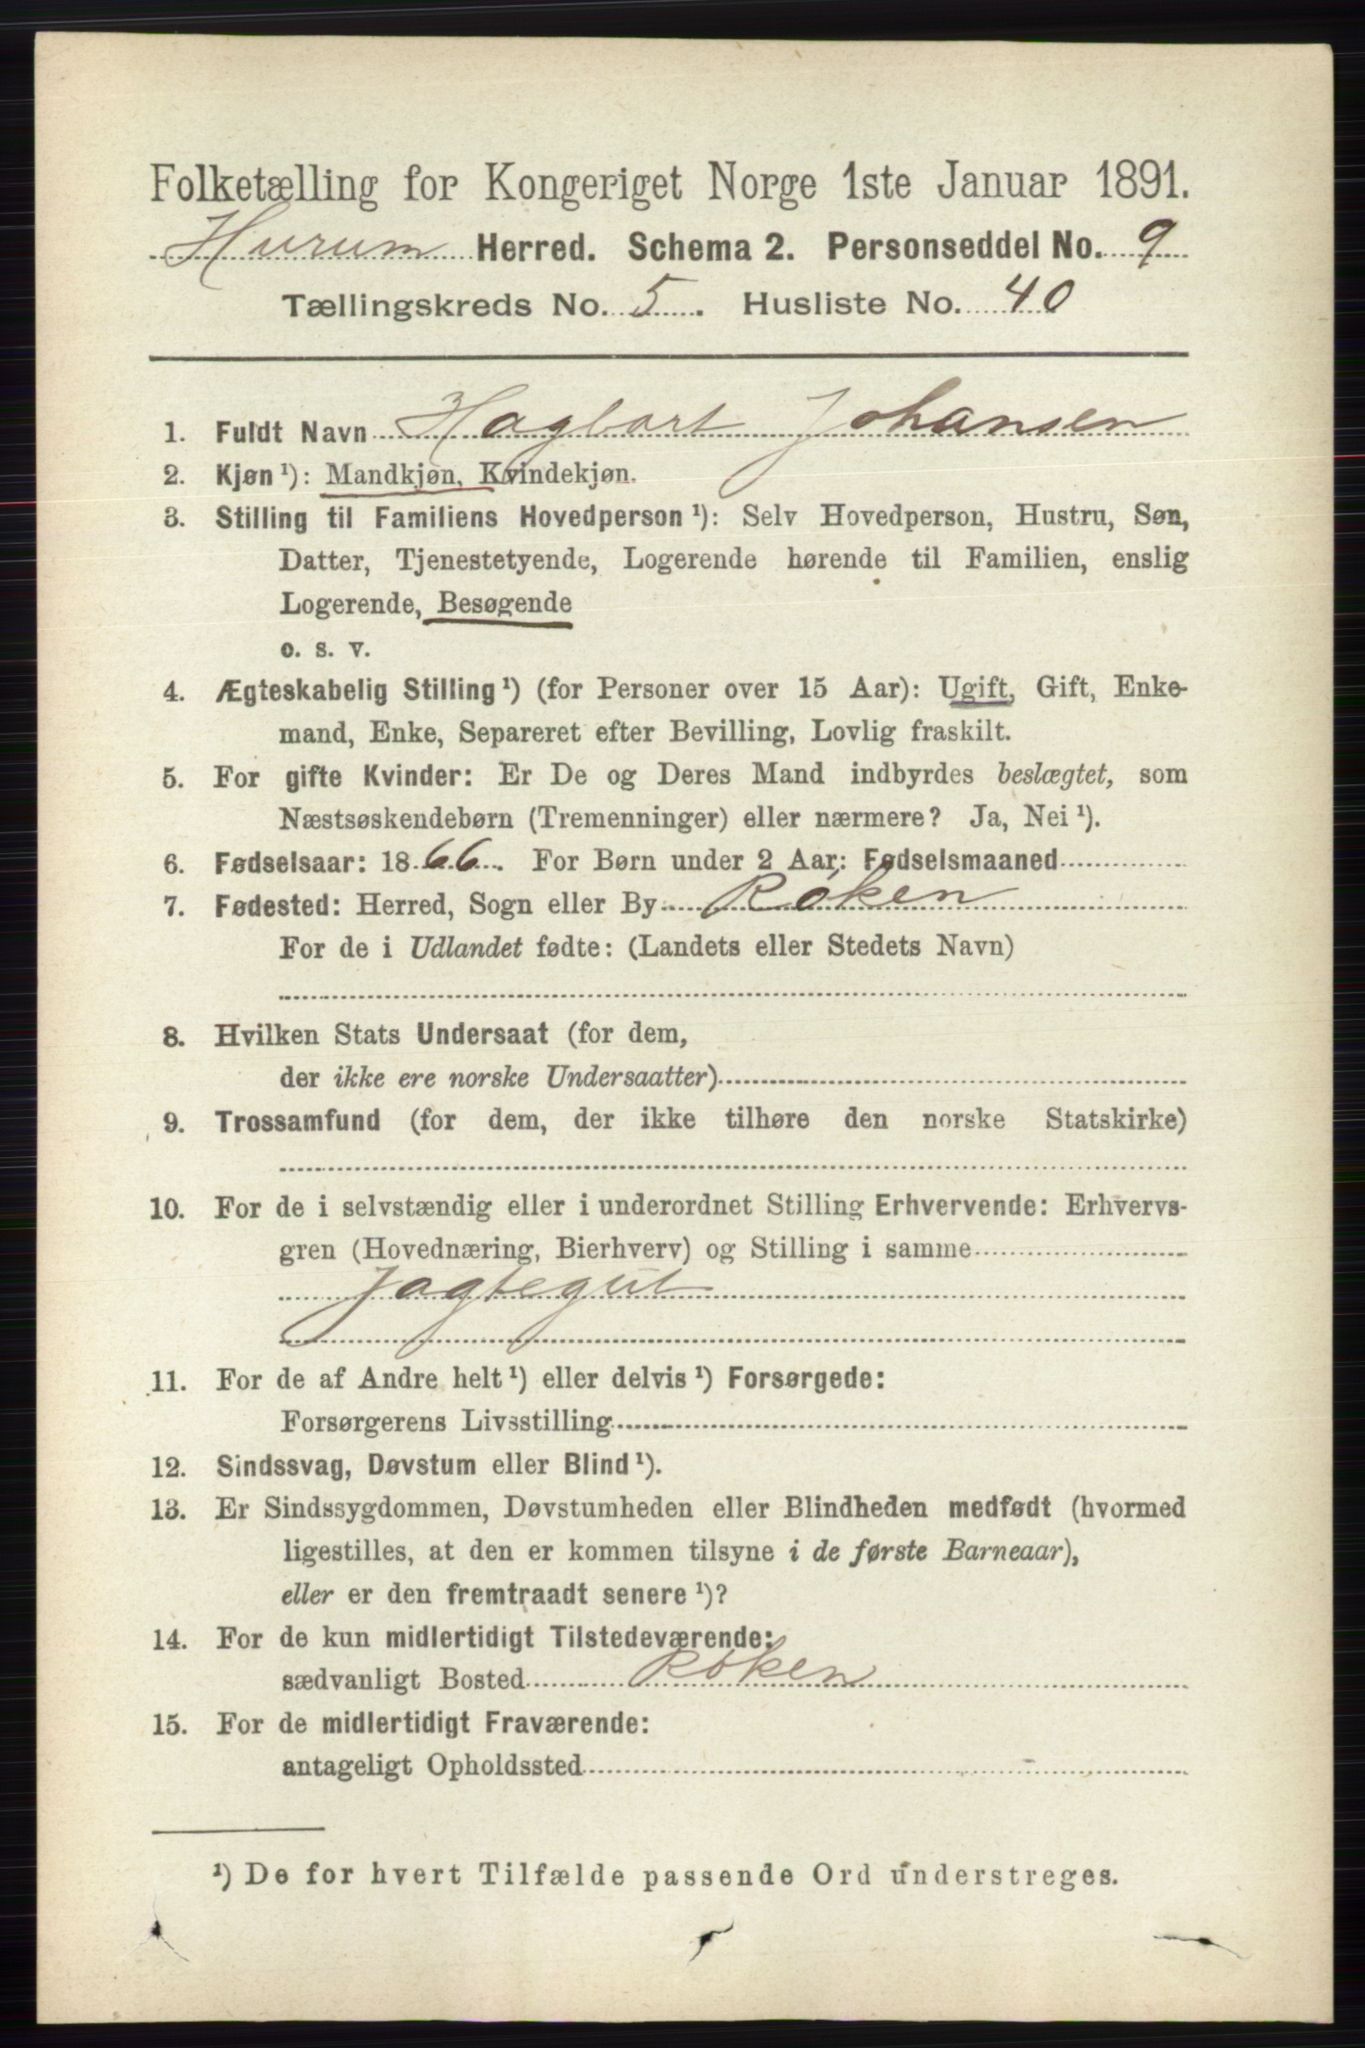 Folketælling for Kongeriget Norge 1ste Januar 1891.
Hurum Herred. Schema 2. Personseddel No. 9
Tællingskreds No. 5. Husliste No. 40
1. Fuldt Navn Hagbart Johansen
2. Kjøn ¹): Mandkjøn, Kvindekjøn.
3. Stilling til Familiens Hovedperson ¹): Selv Hovedperson, Hustru, Søn,
Datter, Tjenestetyende, Logerende hørende til Familien, enslig
Logerende, Besøgende
o. s. v.
4. Ægteskabelig Stilling ¹) (for Personer over 15 Aar): Ugift, Gift, Enke-
mand, Enke, Separeret efter Bevilling, Lovlig fraskilt.
5. For gifte Kvinder: Er De og Deres Mand indbyrdes beslægtet, som
Næstsøskendebørn (Tremenninger) eller nærmere? Ja, Nei ¹).
6. Fødselsaar: 1866. For Børn under 2 Aar: Fødselsmaaned
7. Fødested: Herred, Sogn eller By Røken
For de i Udlandet fødte: (Landets eller Stedets Navn)
8. Hvilken Stats Undersaat (for dem,
der ikke ere norske Undersaatter)
9. Trossamfund (for dem, der ikke tilhøre den norske Statskirke)
10. For de i selvstændig eller i underordnet Stilling Erhvervende: Erhvervs-
gren (Hovednæring, Bierhverv) og Stilling i samme
Jagtegut
11. For de af Andre helt ¹) eller delvis ¹) Forsørgede:
Forsørgerens Livsstilling
12. Sindssvag, Døvstum eller Blind ¹).
13. Er Sindssygdommen, Døvstumheden eller Blindheden medfødt (hvormed
ligestilles, at den er kommen tilsyne i de første Barneaar),
eller er den fremtraadt senere ¹)?
14. For de kun midlertidigt Tilstedeværende:
sædvanligt Bosted Røken
15. For de midlertidigt Fraværende:
antageligt Opholdssted
¹) De for hvert Tilfælde passende Ord understreges.